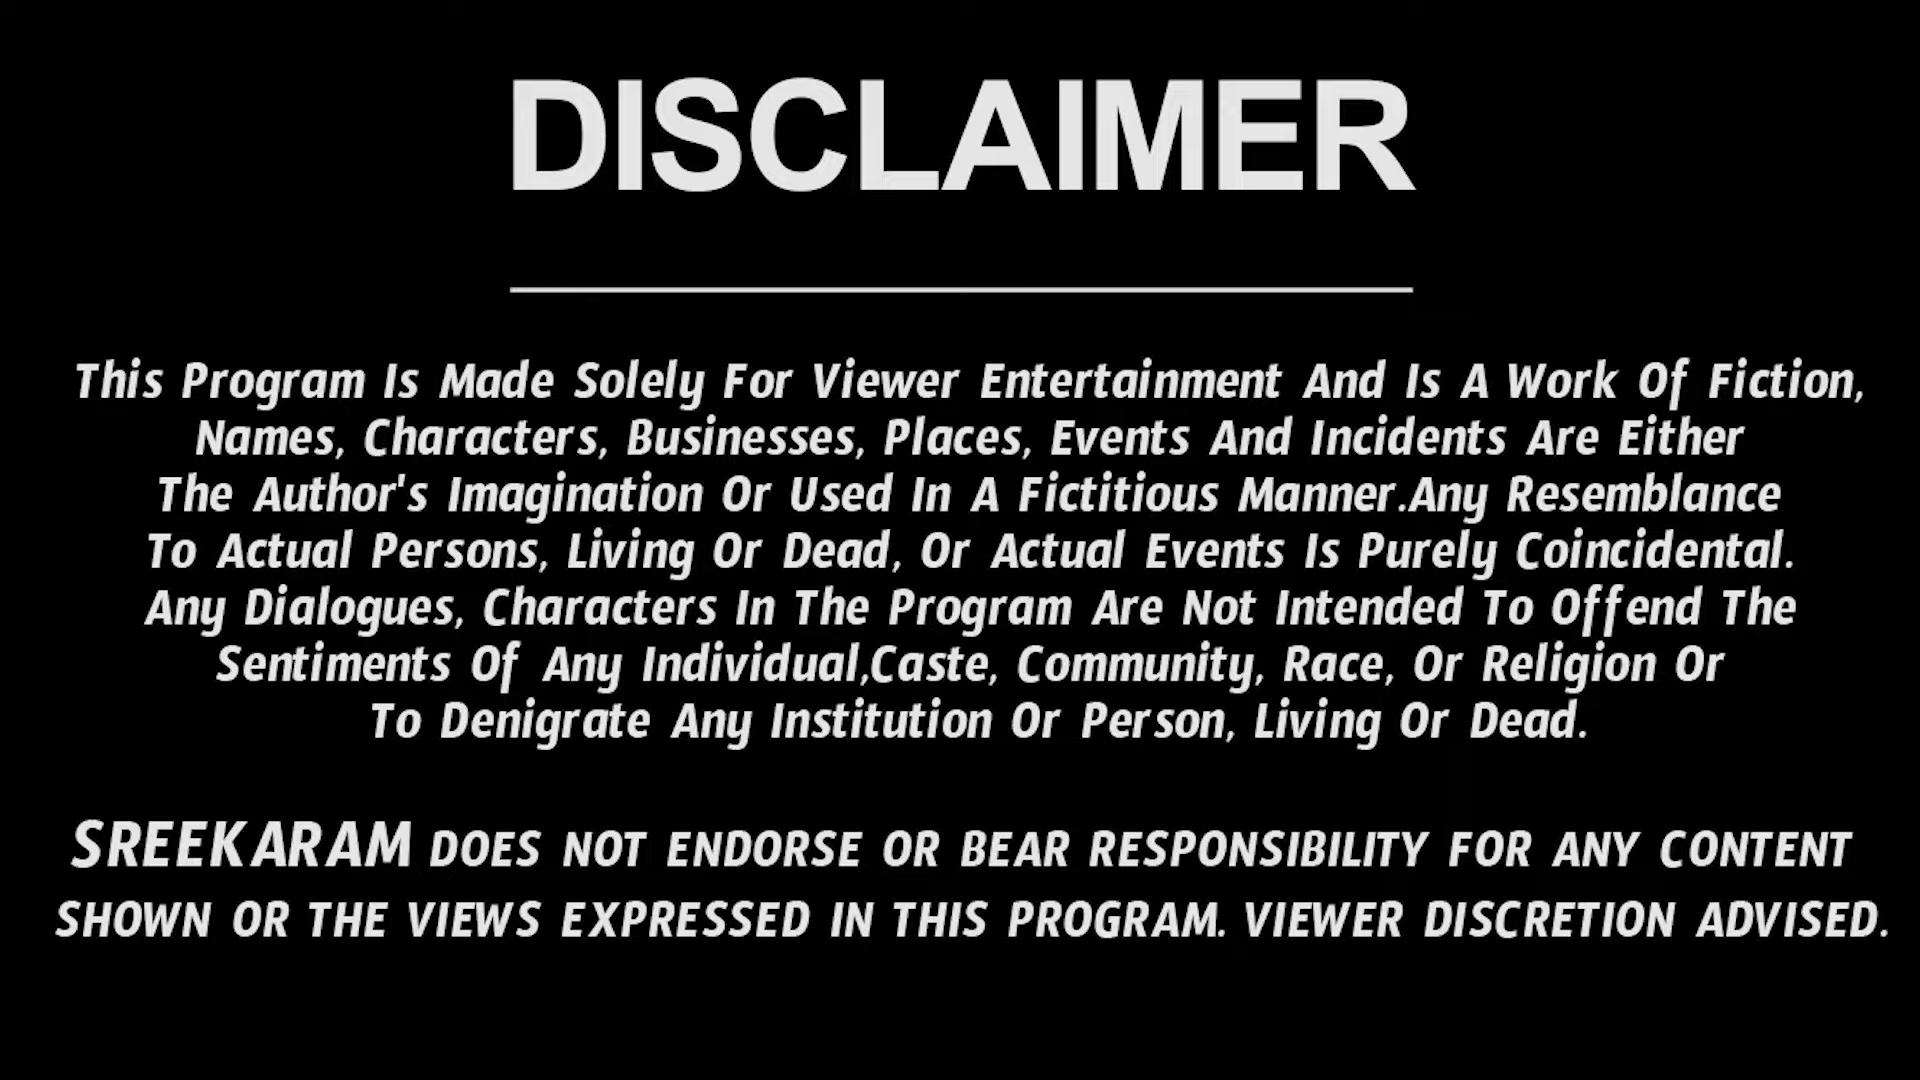 DISCLAIMER
This Program Is Made Solely For Viewer Entertainment And Is A Work Of Fiction,
Names, Characters, Businesses, Places, Events And Incidents Are Either
The Author's Imagination Or Used In A Fictitious Manner.Any Resemblance
To Actual Persons, Living Or Dead, Or Actual Events Is Purely Coincidental.
Any Dialogues, Characters In The Program Are Not Intended To Offend The
Sentiments Of Any Individual,Caste, Community, Race, Or Religion Or
To Denigrate Any Institution Or Person, Living Or Dead.
SREEKARAM DOES NOT ENDORSE OR BEAR RESPONSIBILITY FOR ANY CONTENT
SHOWN OR THE VIEWS EXPRESSED IN THIS PROGRAM. VIEWER DISCRETION ADVISED.